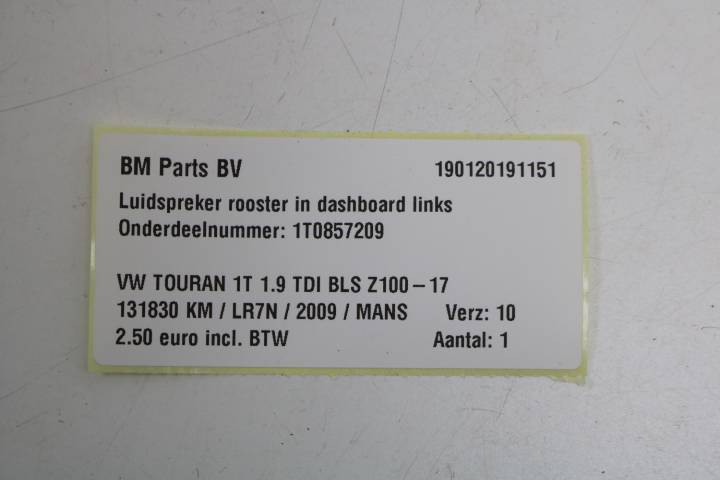 BM Parts BV 190120191151
Luidspreker rooster in dashboard links
Onderdeelnummer: 1T0857209
VW TOURAN 1T 1.9 TDI BLS Z100-17
131830 KM / LR7N / 2009 / MANS Verz: 10
2.50 euro incl. BTW Aantal: 1